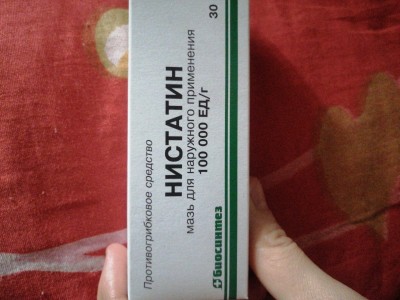 Противогрибковое средство
НИСТАТИН
мазь для наружного применения
100 000 ЕД/г
Биосинтез
30